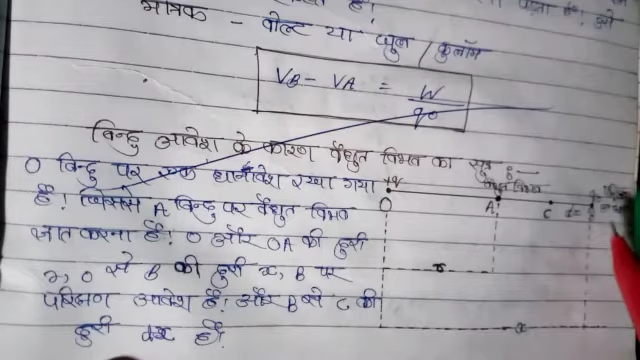 मात्रक - वोल्ट या जुल / कुलॉम
VB - VA = W / q0
बिन्दु आवेश के कारण वैधुत विभव का सुत्र है:—
O बिन्दु पर एक धनावेश रखा गया
है। जिससे A बिन्दु पर वैधुत विभव
ज्ञात करना है। O और OA की दुरी
r, O से B की दुरी x, B पर
परिक्षण आवेश है। और B से C की
दुरी dx है।
+q
O A C
r
x